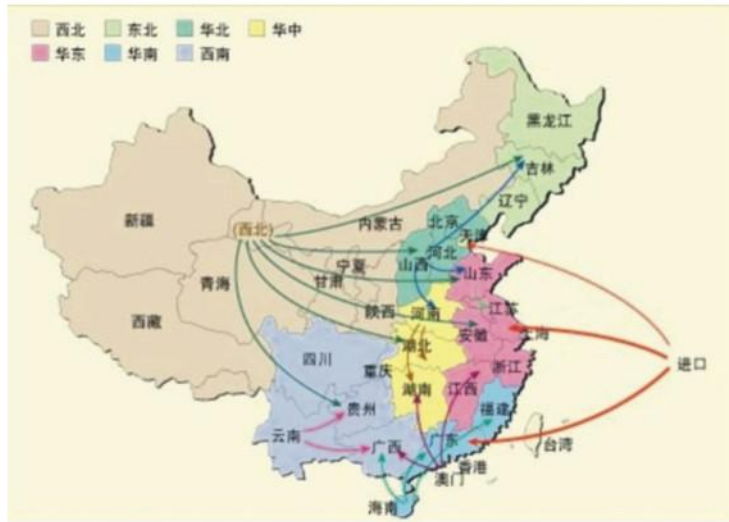 西北 东北 华北 华中
华东 华南 西南
黑龙江
吉林
辽宁
内蒙古
北京
天津
新疆
(西北)
河北
山西
山东
宁夏
青海
甘肃
陕西
河南
江苏
西藏
安徽
上海
湖北
四川
重庆
浙江
进口
湖南
江西
贵州
福建
云南
广西
广东
台湾
香港
澳门
海南